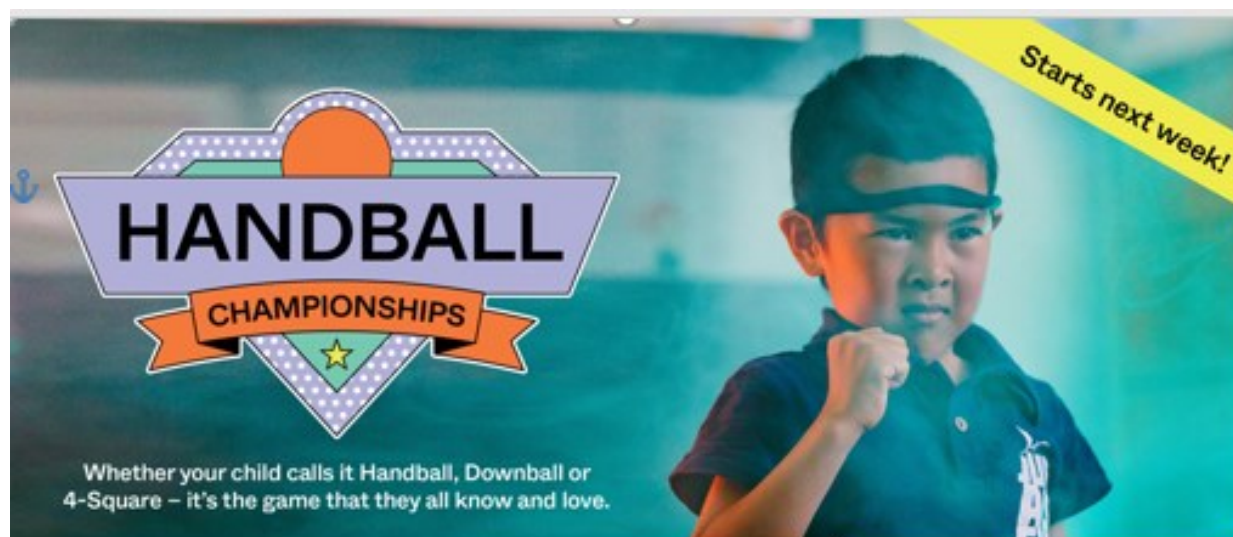 Starts next week!
HANDBALL
CHAMPIONSHIPS
Whether your child calls it Handball, Downball or
4-Square – it's the game that they all know and love.